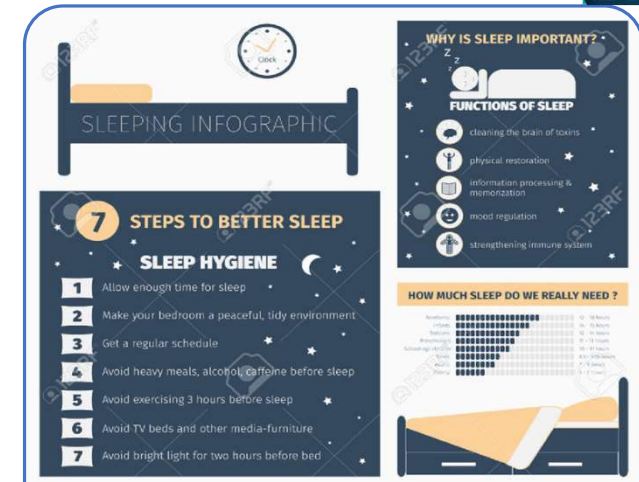 Clock
SLEEPING INFOGRAPHIC
7
STEPS TO BETTER SLEEP
SLEEP HYGIENE
1 Allow enough time for sleep
2 Make your bedroom a peaceful, tidy environment
3 Get a regular schedule
4 Avoid heavy meals, alcohol, caffeine before sleep
5 Avoid exercising 3 hours before sleep
6 Avoid TV beds and other media-furniture
7 Avoid bright light for two hours before bed
WHY IS SLEEP IMPORTANT?
z
z
z
FUNCTIONS OF SLEEP
cleaning the brain of toxins
physical restoration
information processing &
memorization
mood regulation
strengthening immune system
HOW MUCH SLEEP DO WE REALLY NEED ?
123RF
123RF
123RF